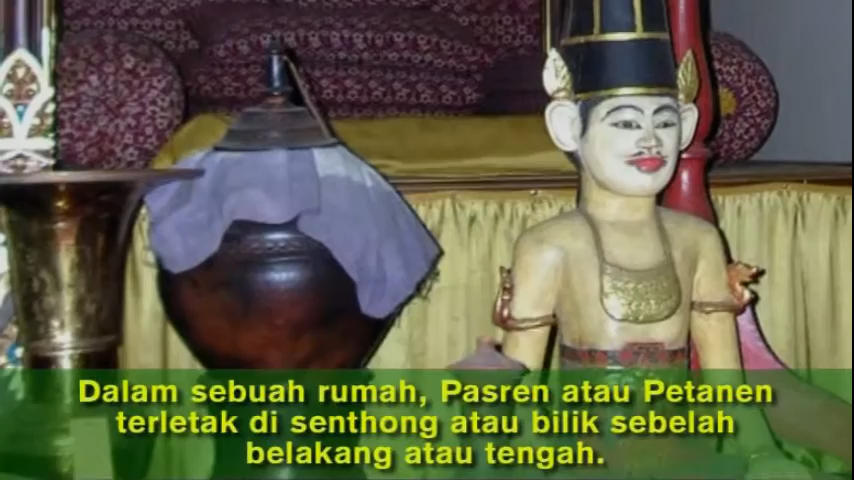 Dalam sebuah rumah, Pasren atau Petanen
terletak di senthong atau bilik sebelah
belakang atau tengah.